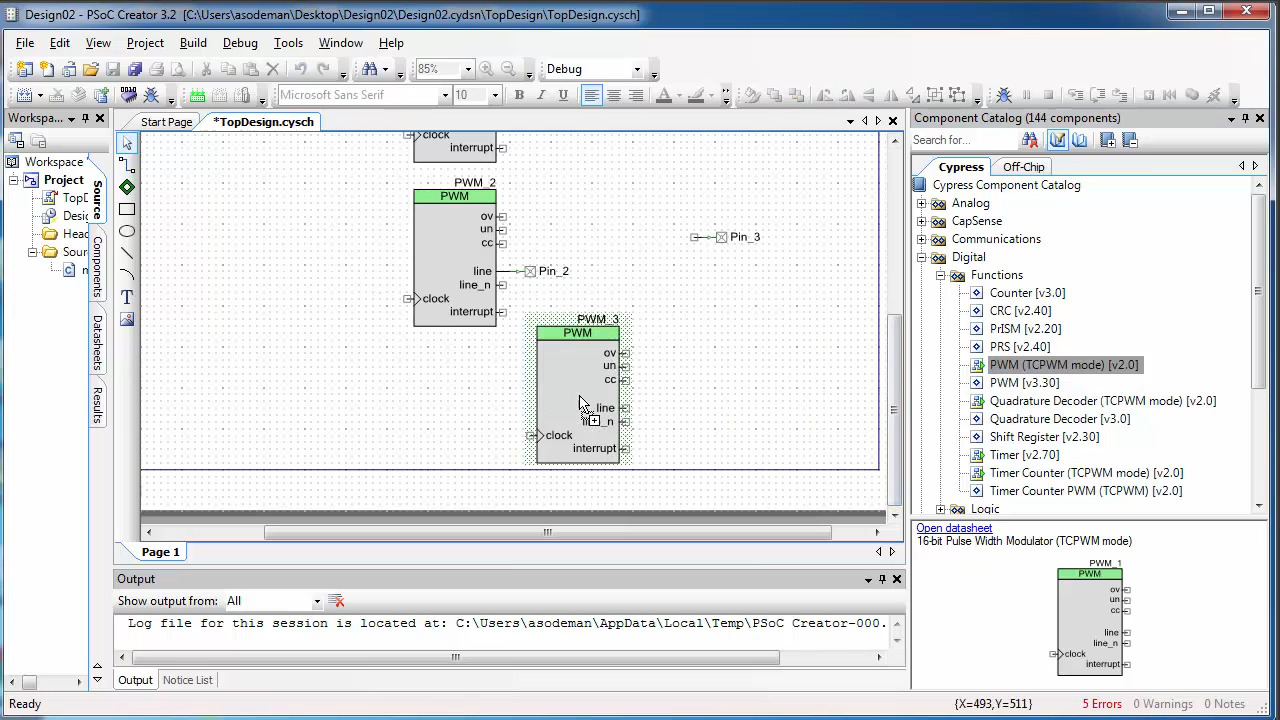 Design02 - PSoC Creator 3.2 [C:\Users\asodeman\Desktop\Design02\Design02.cydsn\TopDesign\TopDesign.cysch]
File Edit View Project Build Debug Tools Window Help
85% Debug
Microsoft Sans Serif 10 B I U
Workspa...
Workspace
Project
TopD
Desig
Head
Sourc
m
Source
Components
Datasheets
Results
Start Page *TopDesign.cysch
T
clock
interrupt
PWM_2
PWM
ov
un
cc
line
line_n
clock
interrupt
Pin_2
Pin_3
PWM_3
PWM
ov
un
cc
line
_n
clock
interrupt
Page 1
Output
Show output from: All
Log file for this session is located at: C:\Users\asodeman\AppData\Local\Temp\PSoC Creator-000.
Output Notice List
Component Catalog (144 components)
Search for...
Cypress Off-Chip
Cypress Component Catalog
Analog
CapSense
Communications
Digital
Functions
Counter [v3.0]
CRC [v2.40]
PrISM [v2.20]
PRS [v2.40]
PWM (TCPWM mode) [v2.0]
PWM [v3.30]
Quadrature Decoder (TCPWM mode) [v2.0]
Quadrature Decoder [v3.0]
Shift Register [v2.30]
Timer [v2.70]
Timer Counter (TCPWM mode) [v2.0]
Timer Counter PWM (TCPWM) [v2.0]
Logic
Open datasheet
16-bit Pulse Width Modulator (TCPWM mode)
PWM_1
PWM
ov
un
cc
line
line_n
clock
interrupt
Ready {X=493,Y=511} 5 Errors 0 Warnings 0 Notes